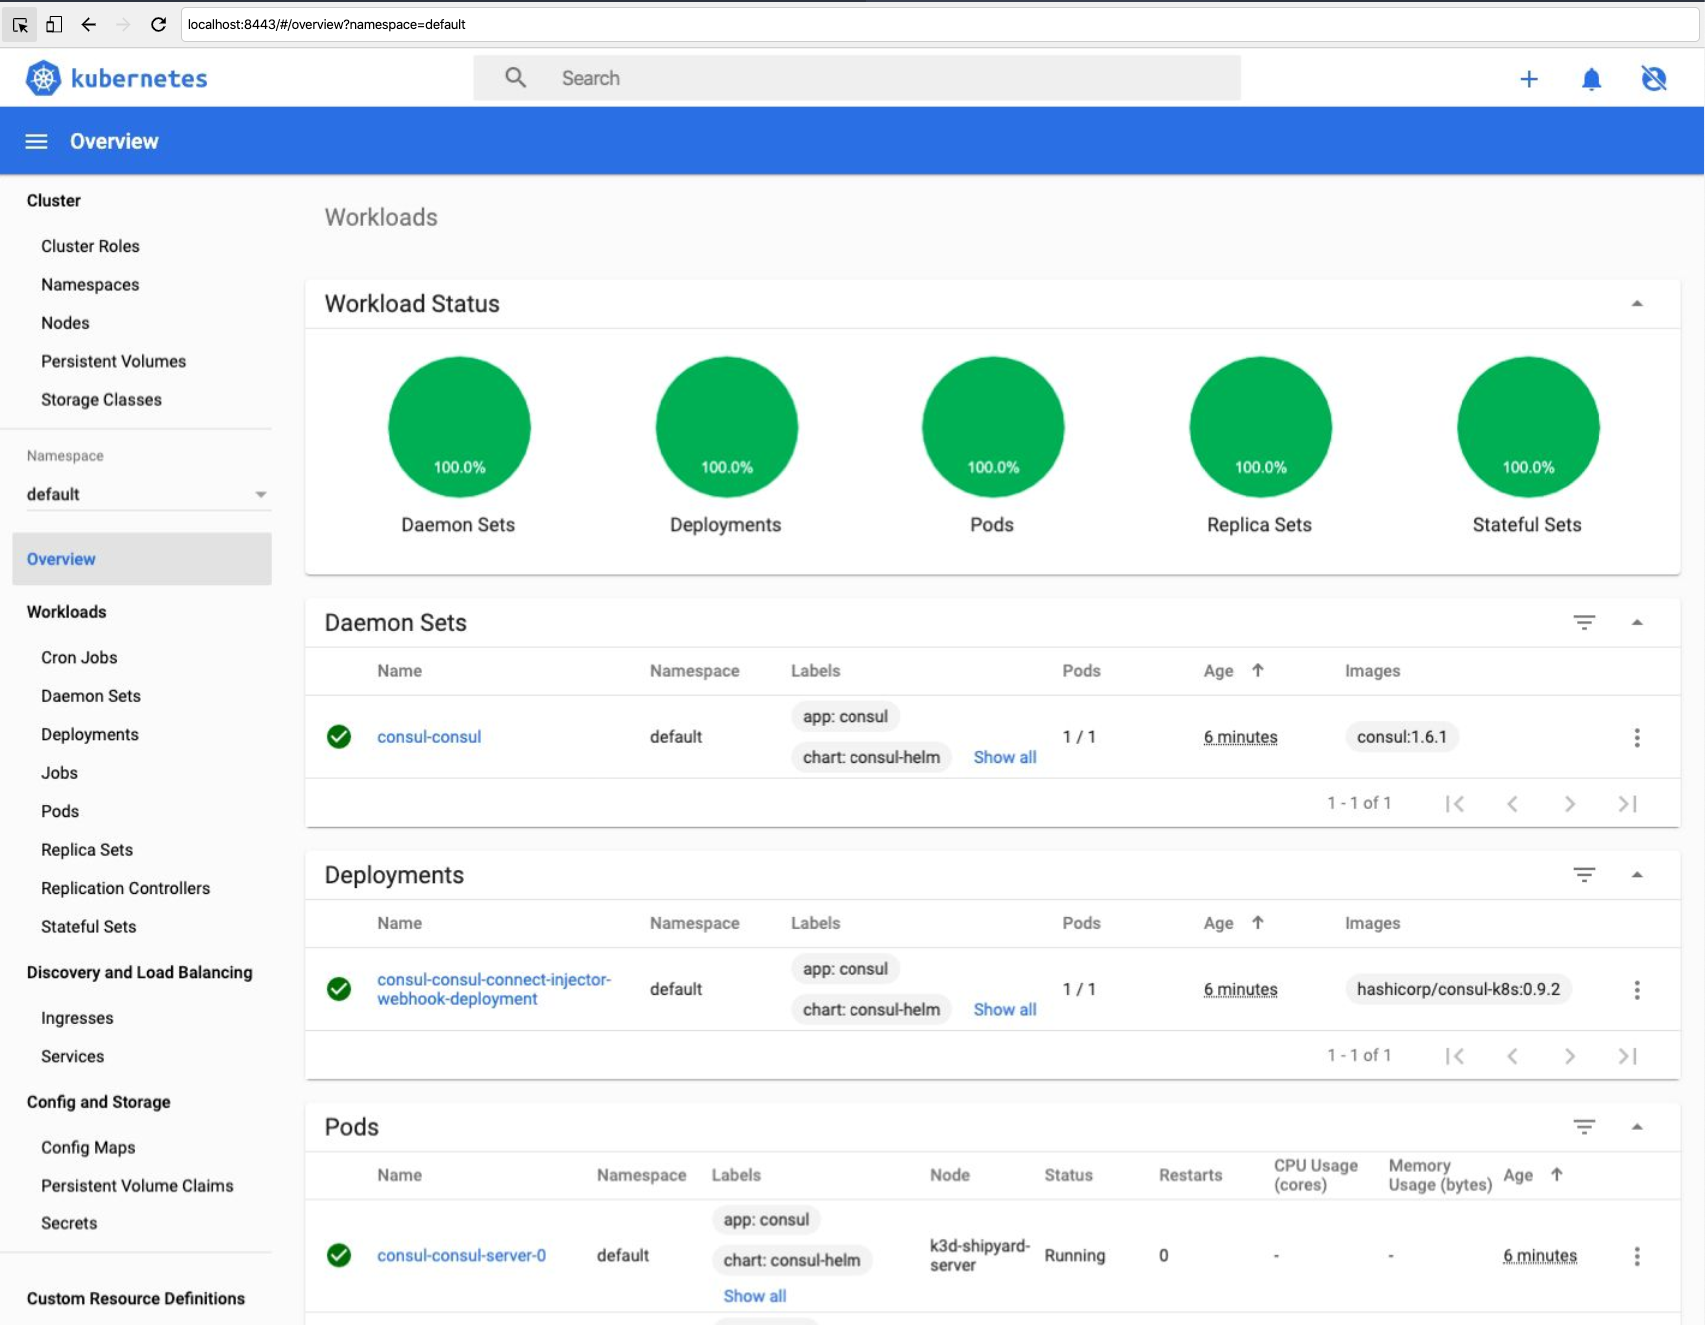 localhost:8443/#/overview?namespace=default
kubernetes
Search
Overview
Cluster
Cluster Roles
Namespaces
Nodes
Persistent Volumes
Storage Classes
Namespace
default
Overview
Workloads
Cron Jobs
Daemon Sets
Deployments
Jobs
Pods
Replica Sets
Replication Controllers
Stateful Sets
Discovery and Load Balancing
Ingresses
Services
Config and Storage
Config Maps
Persistent Volume Claims
Secrets
Custom Resource Definitions
Workloads
Workload Status
100.0% 100.0% 100.0% 100.0% 100.0%
Daemon Sets Deployments Pods Replica Sets Stateful Sets
Daemon Sets
Name Namespace Labels Pods Age Images
app: consul
consul-consul default 1 / 1 6 minutes consul:1.6.1
chart: consul-helm Show all
1 - 1 of 1
Deployments
Name Namespace Labels Pods Age Images
app: consul
consul-consul-connect-injector-
webhook-deployment default 1 / 1 6 minutes hashicorp/consul-k8s:0.9.2
chart: consul-helm Show all
1 - 1 of 1
Pods
Name Namespace Labels Node Status Restarts CPU Usage (cores) Memory Usage (bytes) Age
app: consul
consul-consul-server-0 default chart: consul-helm k3d-shipyard-
server Running 0 - - 6 minutes
Show all